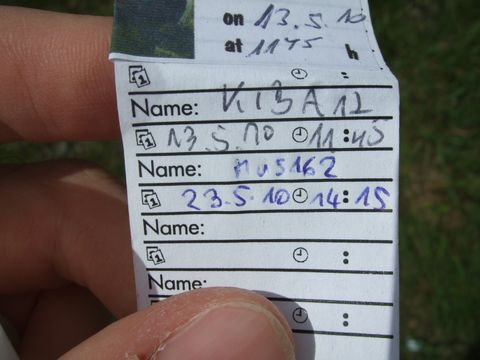 on 13.5.10
at 1145 h
:
Name: KIBA12
13.5.10 11:45
Name: MUS162
23.5.10 14:15
Name:
:
Name:
: